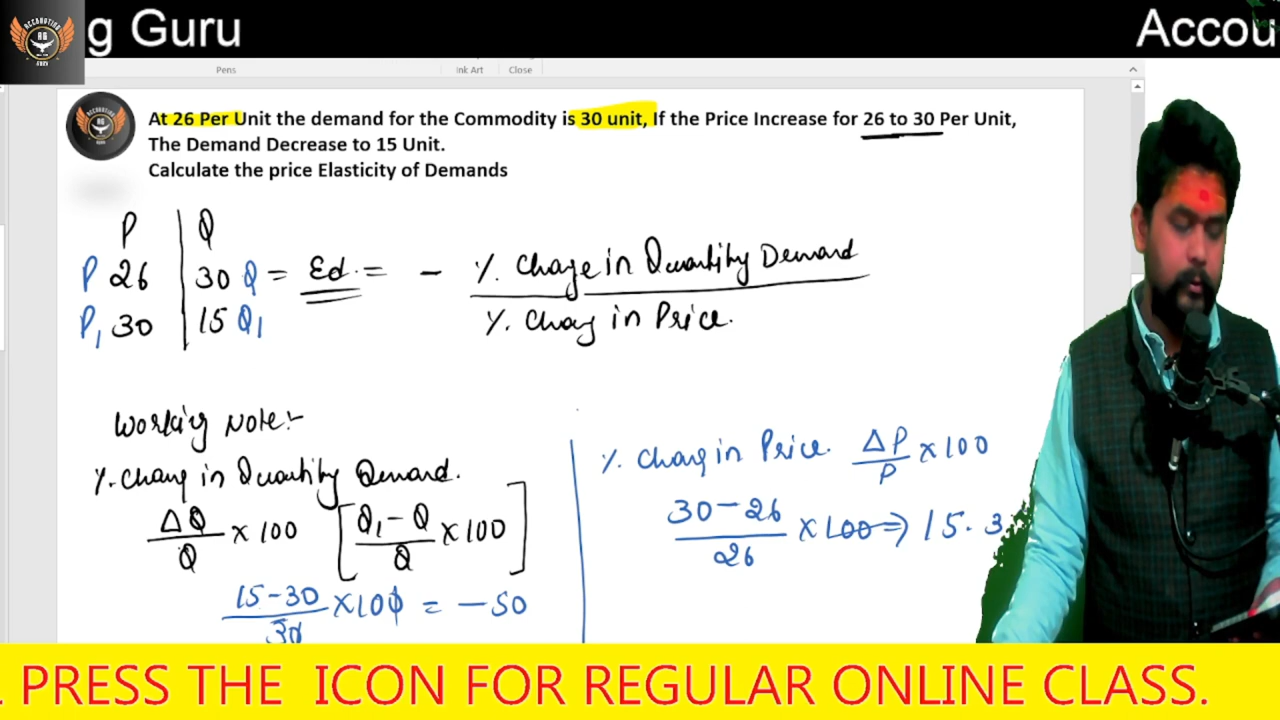 g Guru
Accou
Pens
Ink Art
Close
At 26 Per Unit the demand for the Commodity is 30 unit, If the Price Increase for 26 to 30 Per Unit,
The Demand Decrease to 15 Unit.
Calculate the price Elasticity of Demands
P | Q
P 26 | 30 Q = Ed = - % Change in Quantity Demand
P1 30 | 15 Q1
% Chang in Price.
Working Note:-
% Chang in Quantity Demand.
ΔQ/Q × 100 [Q1 - Q/Q × 100]
15-30/30 × 100 = -50
% Chang in Price. ΔP/P × 100
30-26/26 × 100 ⇒ 15.3
PRESS THE ICON FOR REGULAR ONLINE CLASS.